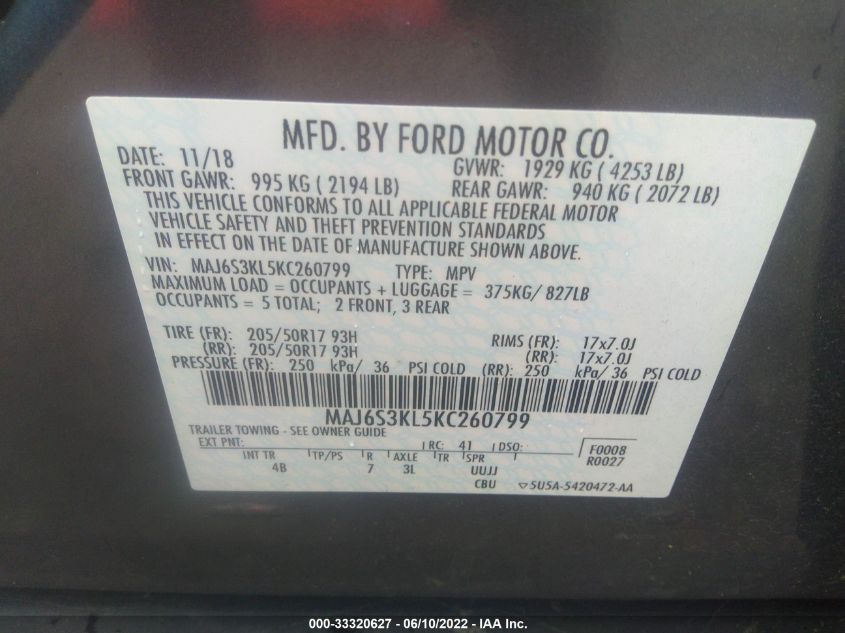 MFD. BY FORD MOTOR CO.
DATE: 11/18 GVWR: 1929 KG ( 4253 LB)
FRONT GAWR: 995 KG ( 2194 LB) REAR GAWR: 940 KG ( 2072 LB)
THIS VEHICLE CONFORMS TO ALL APPLICABLE FEDERAL MOTOR
VEHICLE SAFETY AND THEFT PREVENTION STANDARDS
IN EFFECT ON THE DATE OF MANUFACTURE SHOWN ABOVE.
VIN: MAJ6S3KL5KC260799 TYPE: MPV
MAXIMUM LOAD = OCCUPANTS + LUGGAGE = 375KG/ 827LB
OCCUPANTS = 5 TOTAL; 2 FRONT, 3 REAR
TIRE (FR): 205/50R17 93H RIMS (FR): 17x7.0J
(RR): 205/50R17 93H (RR): 17x7.0J
PRESSURE (FR): 250 kPa/ 36 PSI COLD (RR): 250 kPa/ 36 PSI COLD
MAJ6S3KL5KC260799
TRAILER TOWING - SEE OWNER GUIDE
EXT PNT: RC: 41 DSO: F0008
INT TR TP/PS R AXLE TR SPR R0027
4B 7 3L UUJJ
CBU 5U5A-5420472-AA
000-33320627 - 06/10/2022 - IAA Inc.